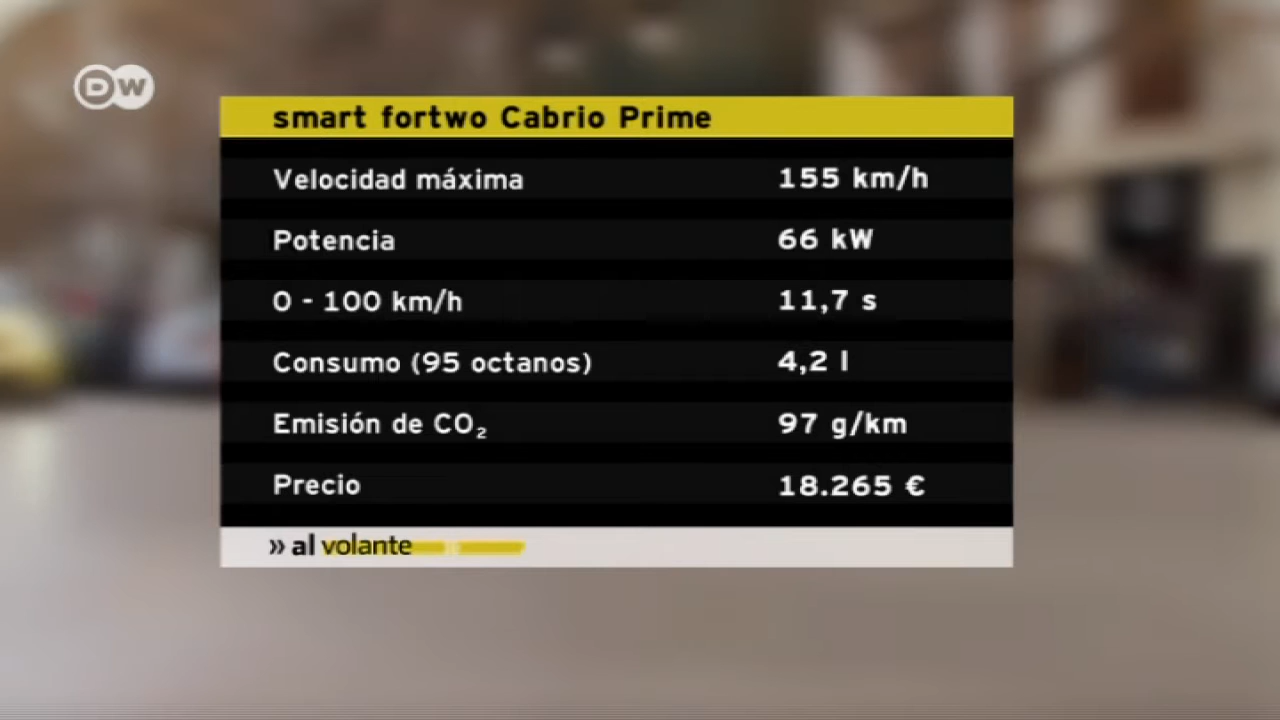 DW
smart fortwo Cabrio Prime
Velocidad máxima 155 km/h
Potencia 66 kW
0 - 100 km/h 11,7 s
Consumo (95 octanos) 4,2 l
Emisión de CO₂ 97 g/km
Precio 18.265 €
» al volante